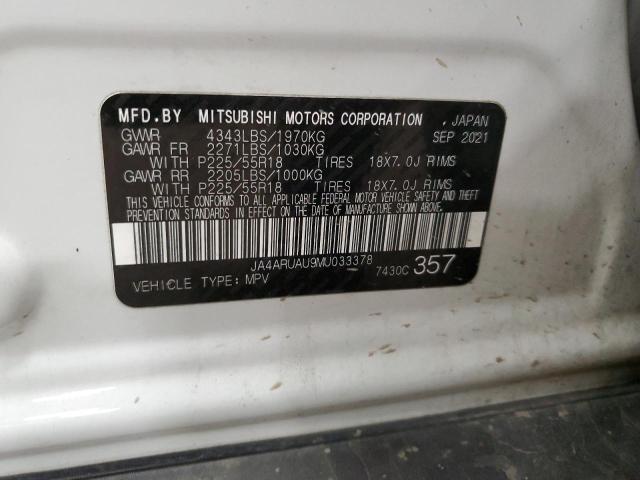 MFD.BY MITSUBISHI MOTORS CORPORATION , JAPAN
GWWR 4343LBS/1970KG SEP 2021
GAWR FR 2271LBS/1030KG
WITH P225/55R18 TIRES 18X7.0J RIMS
GAWR RR 2205LBS/1000KG
WITH P225/55R18 TIRES 18X7.0J RIMS
THIS VEHICLE CONFORMS TO ALL APPLICABLE FEDERAL MOTOR VEHICLE SAFETY AND THEFT
PREVENTION STANDARDS IN EFFECT ON THE DATE OF MANUFACTURE SHOWN ABOVE.
JA4ARUAU9MU033378
7430C 357
VEHICLE TYPE: MPV